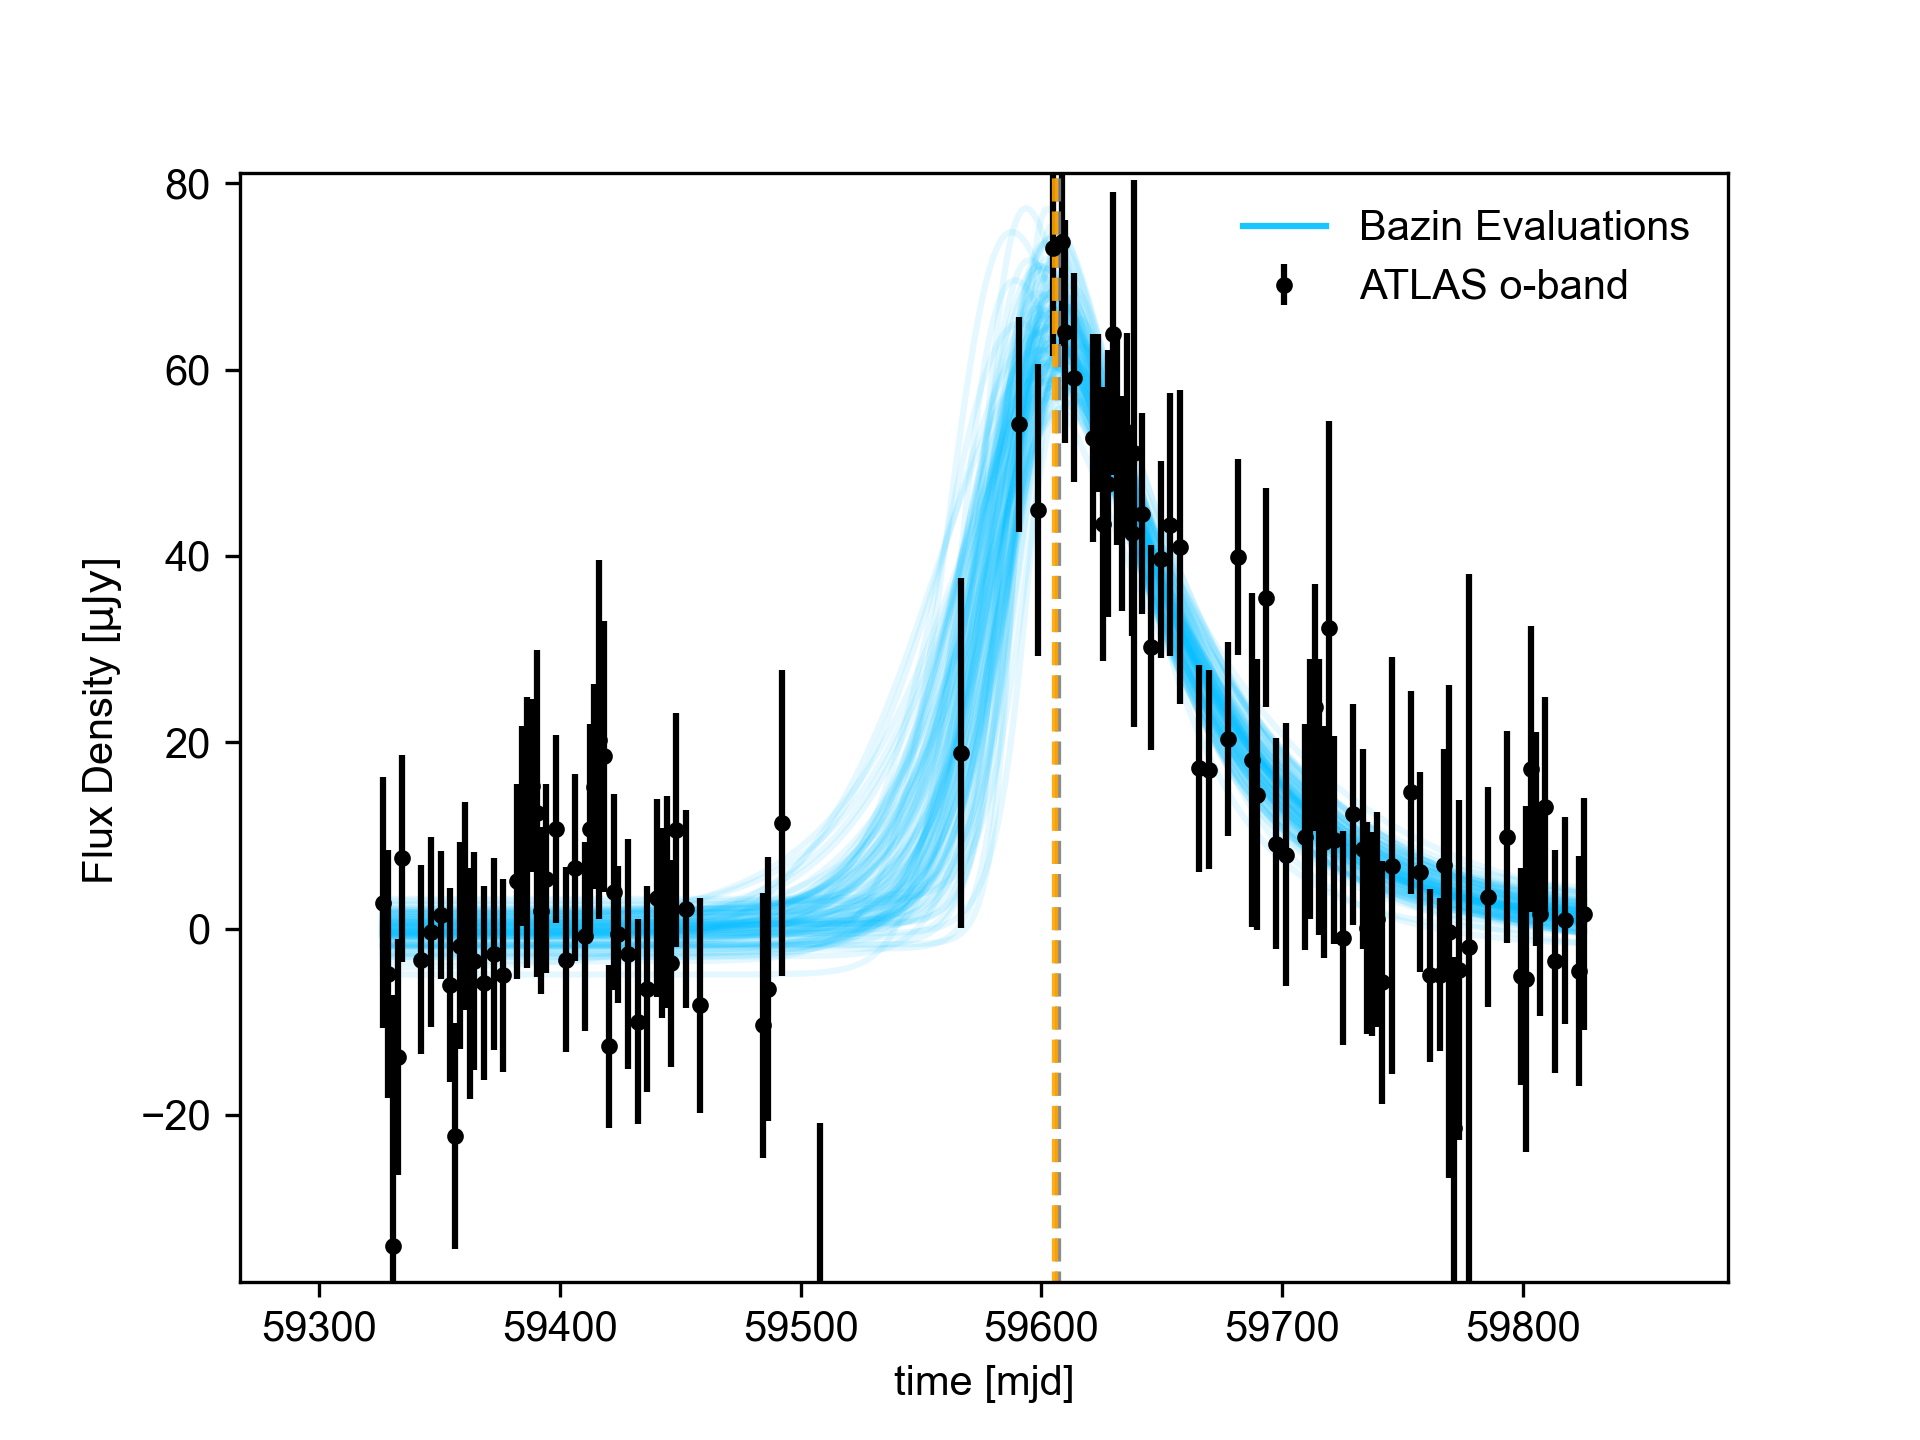 80
60
40
20
0
−20
Flux Density [µJy]
Bazin Evaluations
ATLAS o-band
59300 59400 59500 59600 59700 59800
time [mjd]